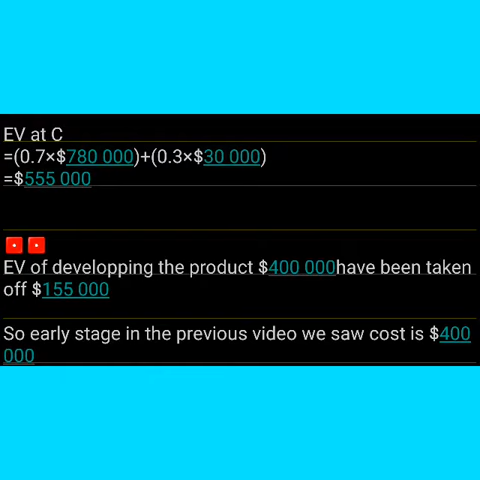 EV at C
=(0.7×$780 000)+(0.3×$30 000)
=$555 000
EV of developping the product $400 000have been taken
off $155 000
So early stage in the previous video we saw cost is $400
000